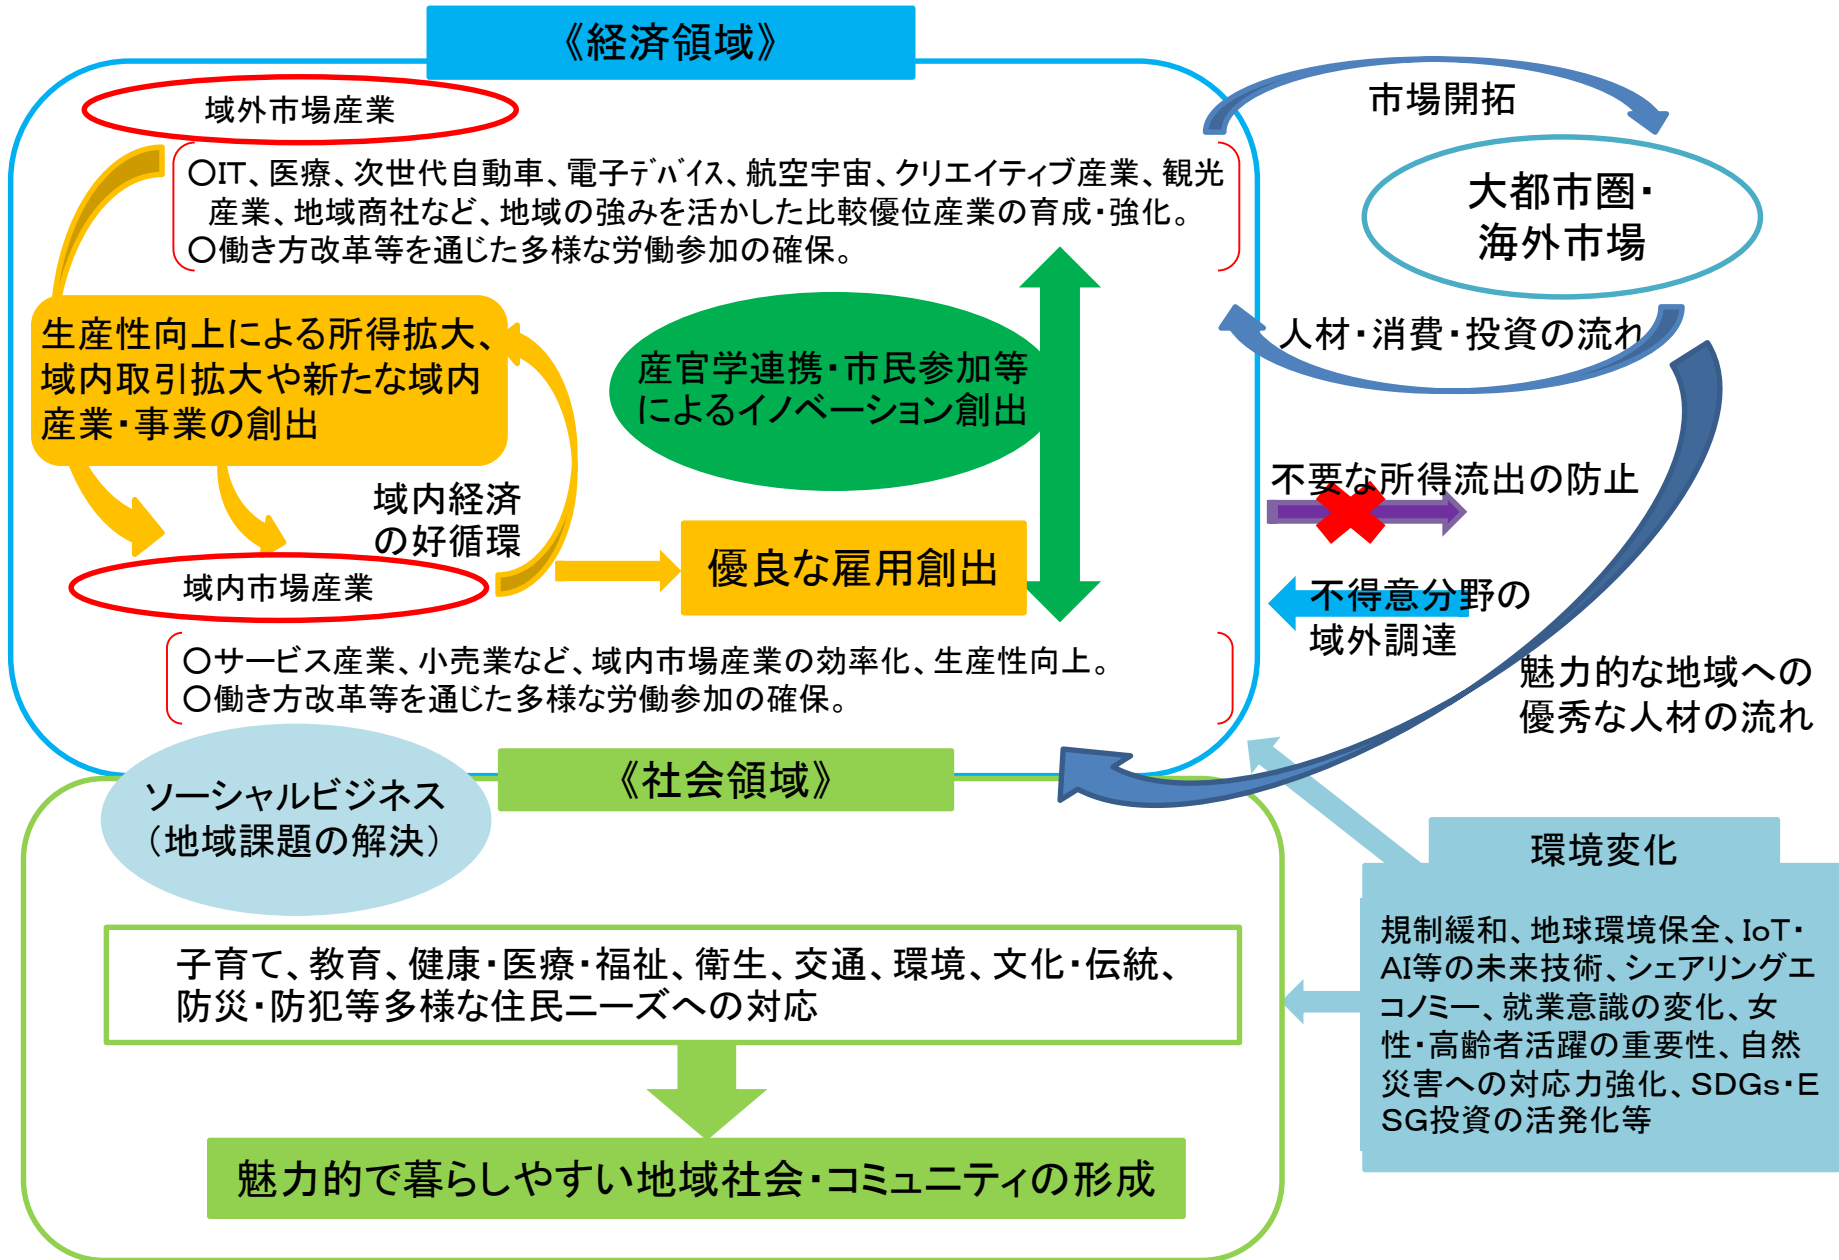 《経済領域》
域外市場産業
○IT、医療、次世代自動車、電子ﾃﾞﾊﾞｲｽ、航空宇宙、クリエイティブ産業、観光
産業、地域商社など、地域の強みを活かした比較優位産業の育成・強化。
○働き方改革等を通じた多様な労働参加の確保。
市場開拓
大都市圏・
海外市場
人材・消費・投資の流れ
生産性向上による所得拡大、
域内取引拡大や新たな域内
産業・事業の創出
産官学連携・市民参加等
によるイノベーション創出
域内経済
の好循環
不要な所得流出の防止
優良な雇用創出
域内市場産業
不得意分野の
域外調達
○サービス産業、小売業など、域内市場産業の効率化、生産性向上。
○働き方改革等を通じた多様な労働参加の確保。
魅力的な地域への
優秀な人材の流れ
《社会領域》
ソーシャルビジネス
（地域課題の解決）
環境変化
規制緩和、地球環境保全、IoT・
AI等の未来技術、シェアリングエ
コノミー、就業意識の変化、女
性・高齢者活躍の重要性、自然
災害への対応力強化、SDGs・E
SG投資の活発化等
子育て、教育、健康・医療・福祉、衛生、交通、環境、文化・伝統、
防災・防犯等多様な住民ニーズへの対応
魅力的で暮らしやすい地域社会・コミュニティの形成